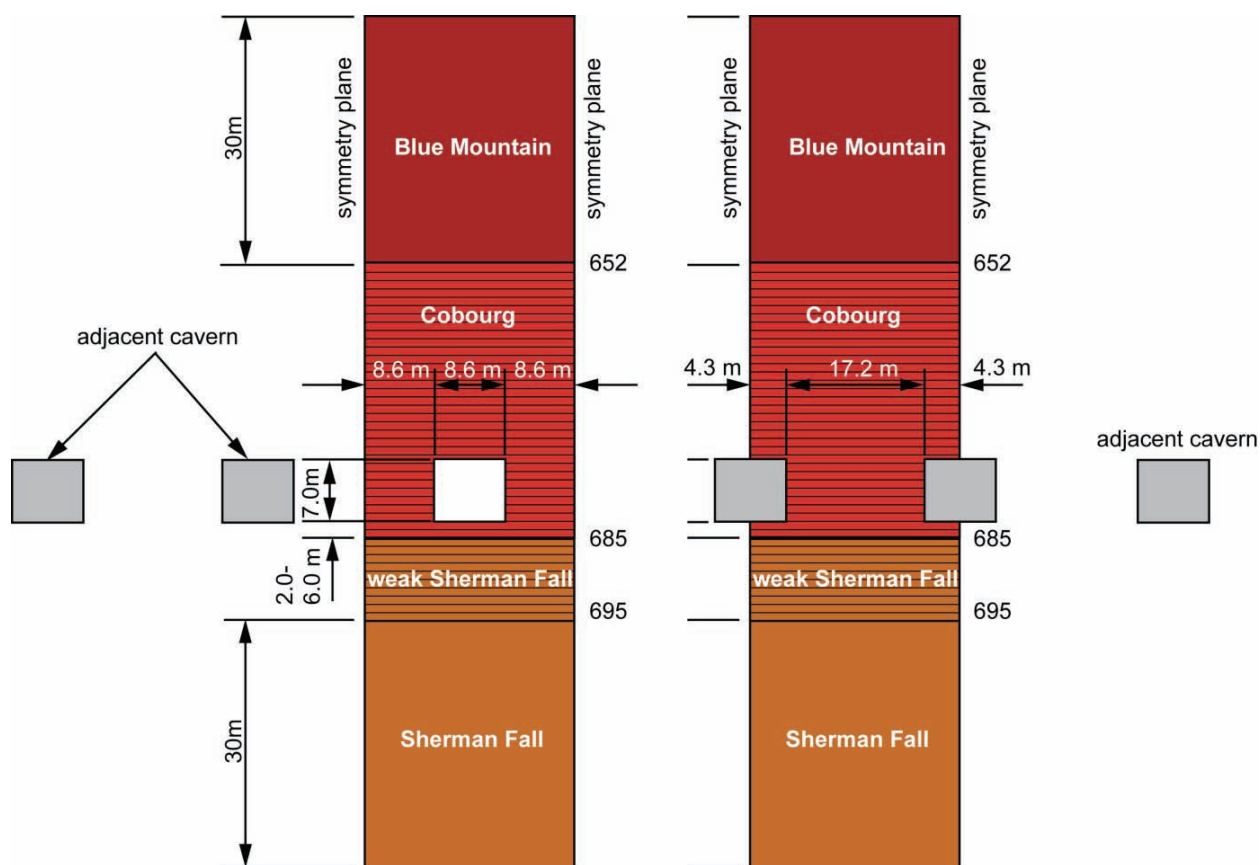 30m
symmetry plane
Blue Mountain
symmetry plane
652
Cobourg
adjacent cavern
8.6 m
8.6 m
8.6 m
7.0m
685
2.0-
6.0 m
weak Sherman Fall
695
30m
Sherman Fall
symmetry plane
Blue Mountain
symmetry plane
652
Cobourg
4.3 m
17.2 m
4.3 m
adjacent cavern
685
weak Sherman Fall
695
Sherman Fall